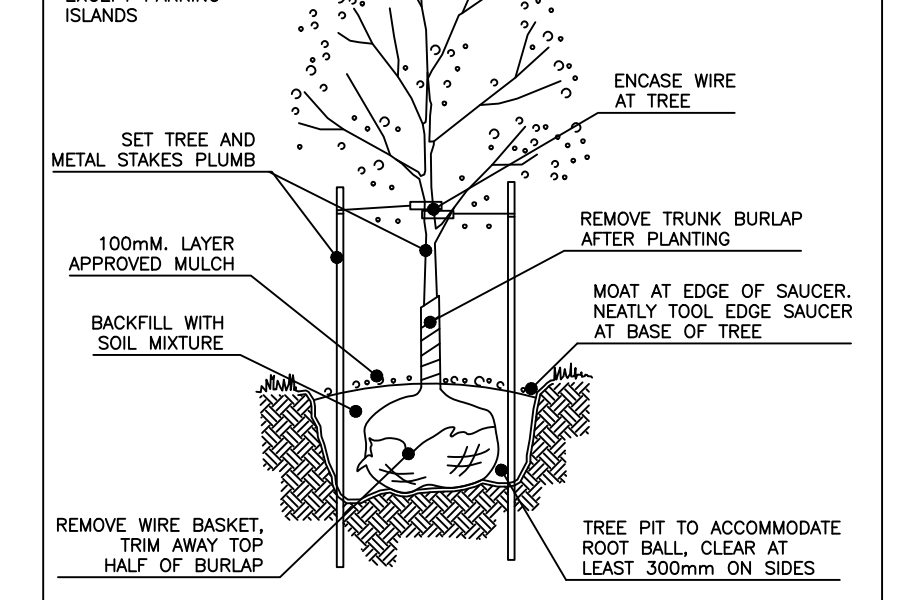 ISLANDS
ENCASE WIRE
AT TREE
SET TREE AND
METAL STAKES PLUMB
REMOVE TRUNK BURLAP
AFTER PLANTING
100mM. LAYER
APPROVED MULCH
MOAT AT EDGE OF SAUCER.
NEATLY TOOL EDGE SAUCER
AT BASE OF TREE
BACKFILL WITH
SOIL MIXTURE
REMOVE WIRE BASKET,
TRIM AWAY TOP
HALF OF BURLAP
TREE PIT TO ACCOMMODATE
ROOT BALL, CLEAR AT
LEAST 300mm ON SIDES